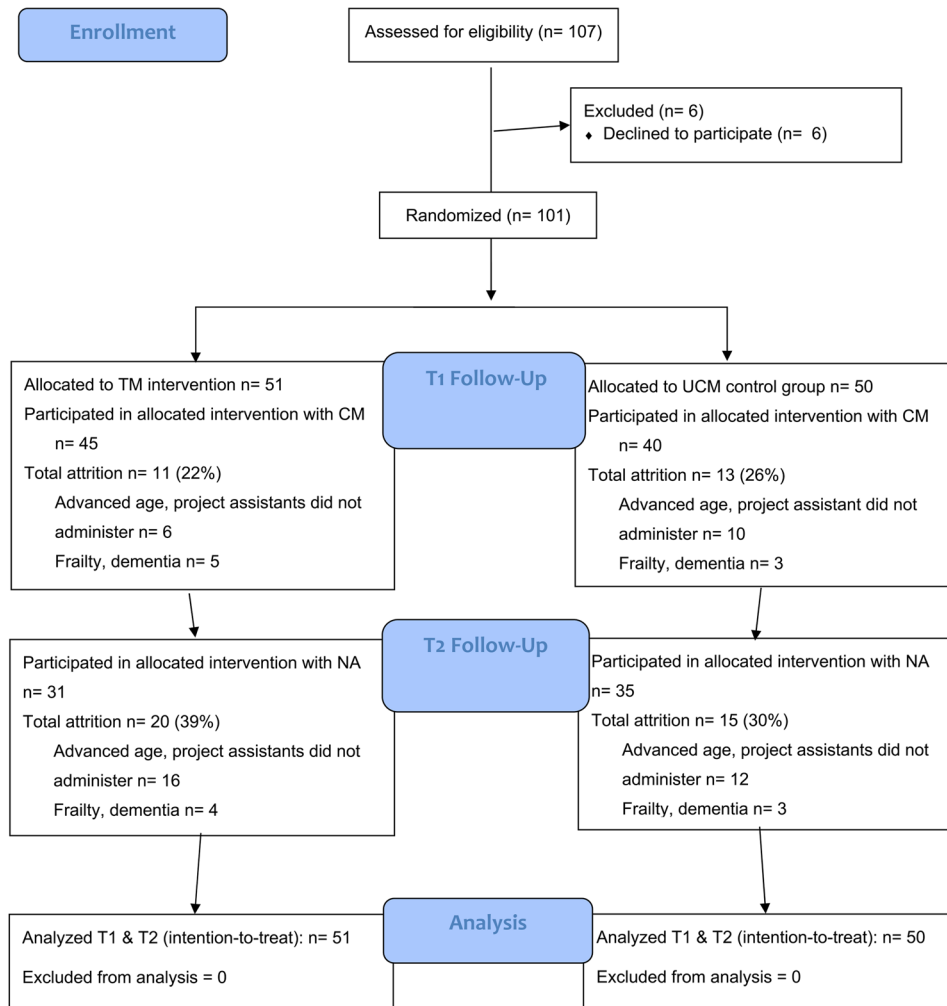 Enrollment
Assessed for eligibility (n= 107)
Excluded (n= 6)
♦ Declined to participate (n= 6)
Randomized (n= 101)
T1 Follow-Up
Allocated to TM intervention n= 51
Participated in allocated intervention with CM
n= 45
Total attrition n= 11 (22%)
Advanced age, project assistants did not
administer n= 6
Frailty, dementia n= 5
Allocated to UCM control group n= 50
Participated in allocated intervention with CM
n= 40
Total attrition n= 13 (26%)
Advanced age, project assistant did not
administer n= 10
Frailty, dementia n= 3
T2 Follow-Up
Participated in allocated intervention with NA
n= 31
Total attrition n= 20 (39%)
Advanced age, project assistants did not
administer n= 16
Frailty, dementia n= 4
Participated in allocated intervention with NA
n= 35
Total attrition n= 15 (30%)
Advanced age, project assistants did not
administer n= 12
Frailty, dementia n= 3
Analysis
Analyzed T1 & T2 (intention-to-treat): n= 51
Excluded from analysis = 0
Analyzed T1 & T2 (intention-to-treat): n= 50
Excluded from analysis = 0